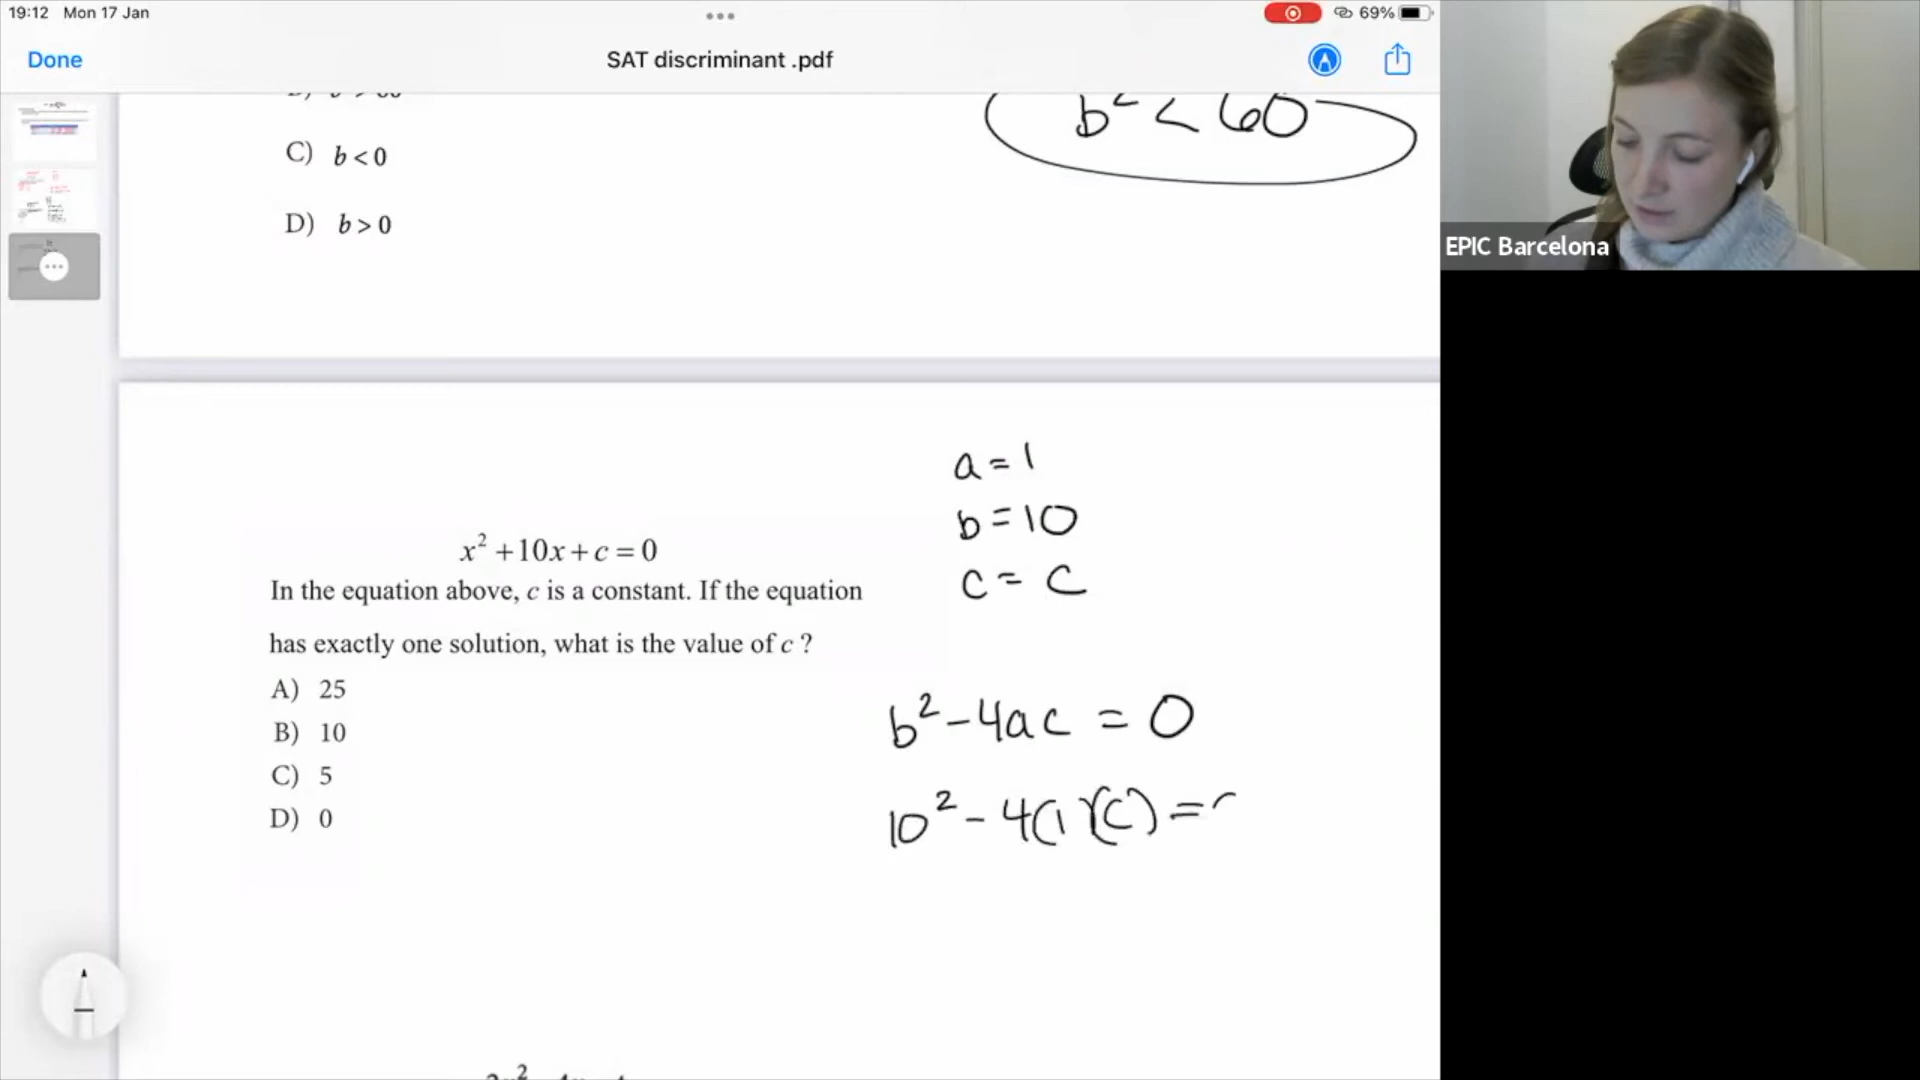 19:12 Mon 17 Jan
69%
Done
SAT discriminant .pdf
b² < 60
C) b < 0
D) b > 0
EPIC Barcelona
a = 1
b = 10
c = c
x² + 10x + c = 0
In the equation above, c is a constant. If the equation
has exactly one solution, what is the value of c ?
A) 25
B) 10
C) 5
D) 0
b² - 4ac = 0
10² - 4(1)(c) =